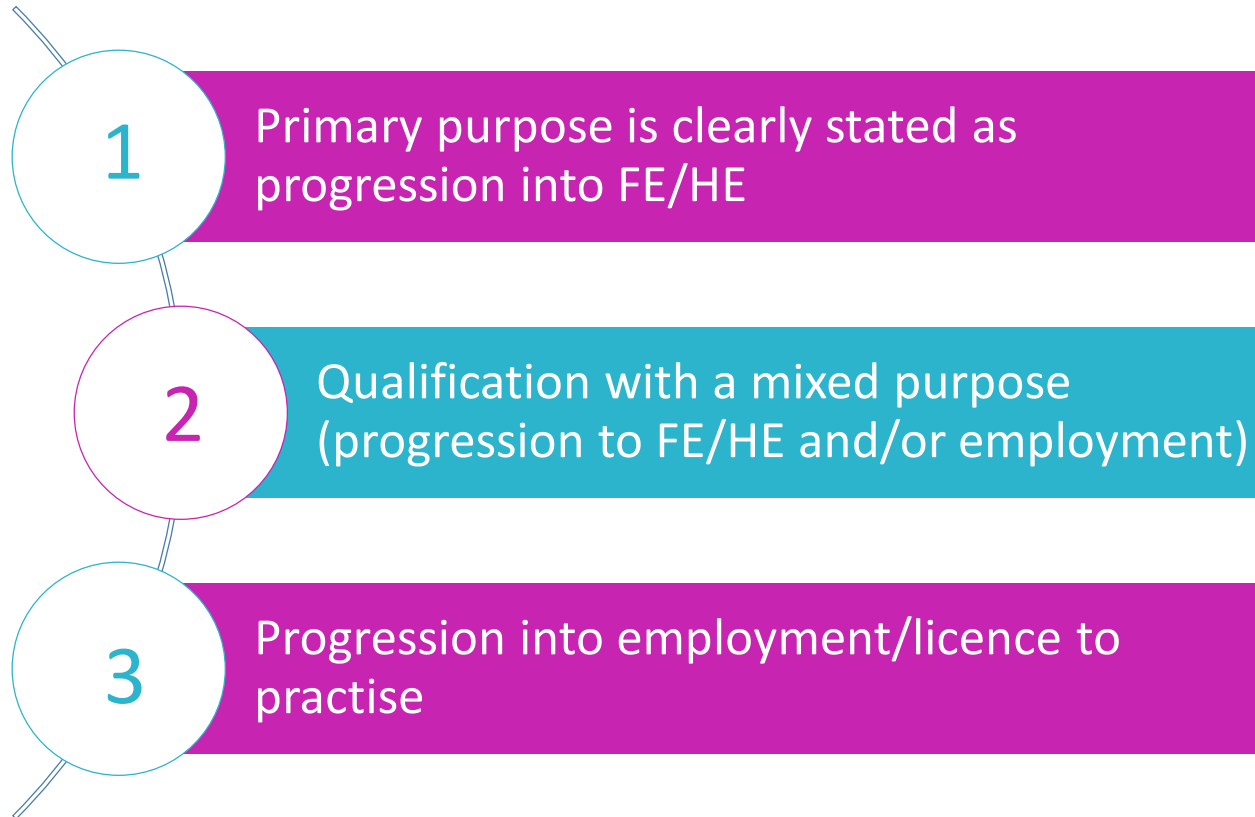 1
Primary purpose is clearly stated as
progression into FE/HE
2
Qualification with a mixed purpose
(progression to FE/HE and/or employment)
3
Progression into employment/licence to
practise